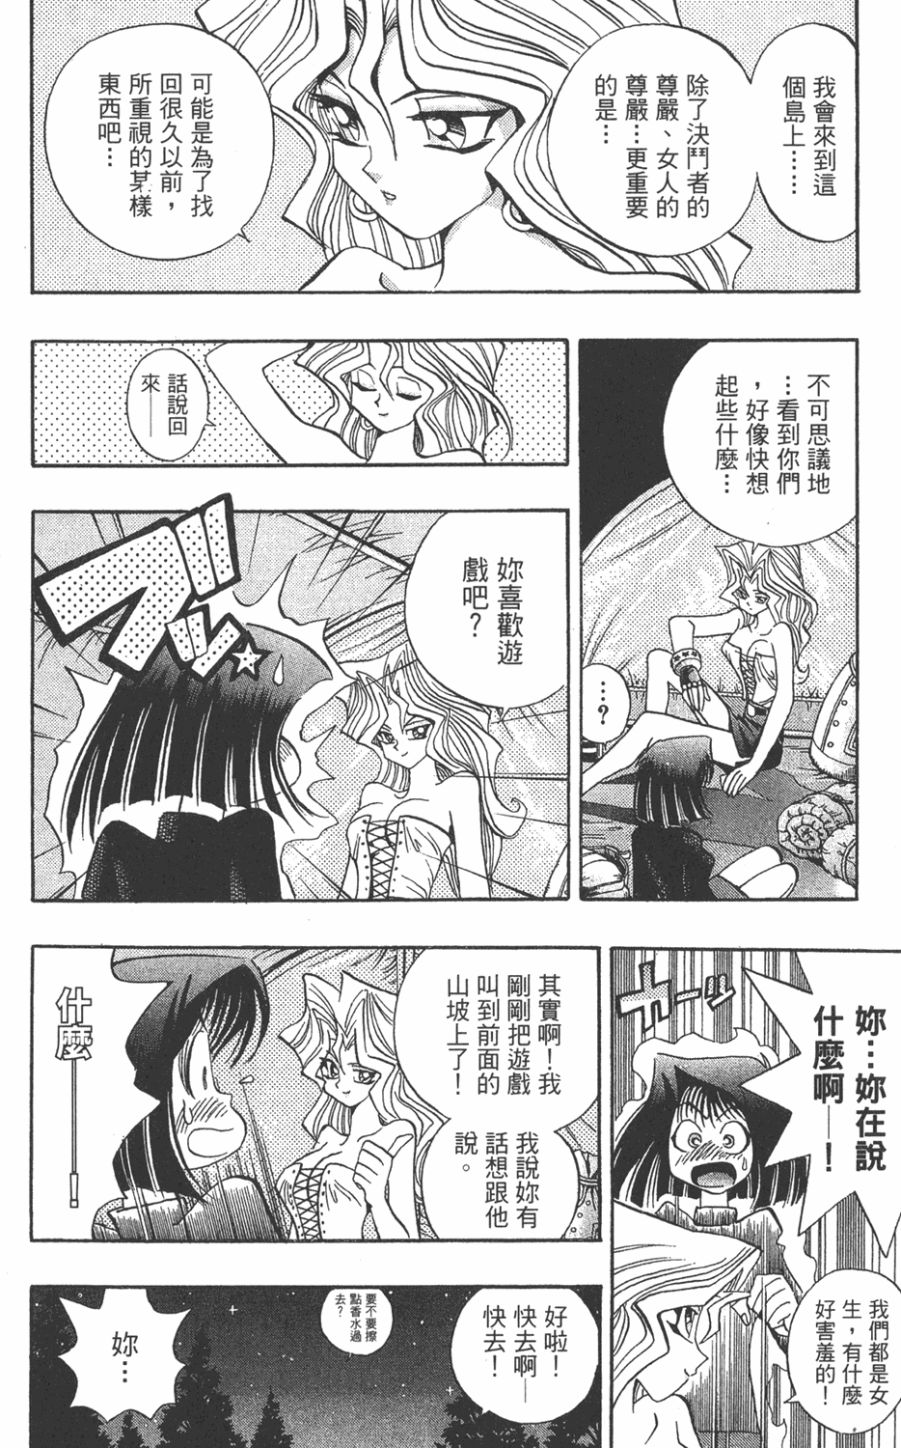 我會來到這
個島上……
除了決鬥者的
尊嚴、女人的
尊嚴…更重要
的是…
可能是為了找
回很久以前，
所重視的某樣
東西吧…
不可思議地
…看到你們
，好像快想
起些什麼…
…?
話說回
來──
妳喜歡遊
戲吧?
ブッ
妳…妳在說
什麼啊──!
カーッ
我們都是女
生，有什麼
好害羞的!
其實啊!我
剛剛把遊戲
叫到前面的
山坡上了!
我說妳有
話想跟他
說。
什麼──!
好啦!
快去啊──
快去!
要不要擦
點香水過
去?
妳…